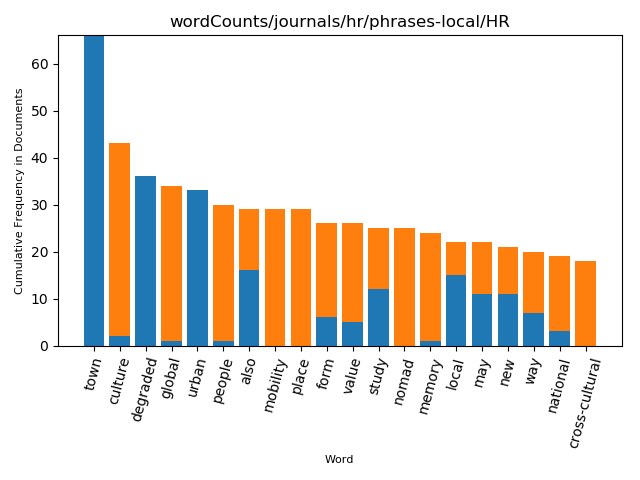 wordCounts/journals/hr/phrases-local/HR
Cumulative Frequency in Documents
60
50
40
30
20
10
0
town
culture
degraded
global
urban
people
also
mobility
place
form
value
study
nomad
memory
local
may
new
way
national
cross-cultural
Word